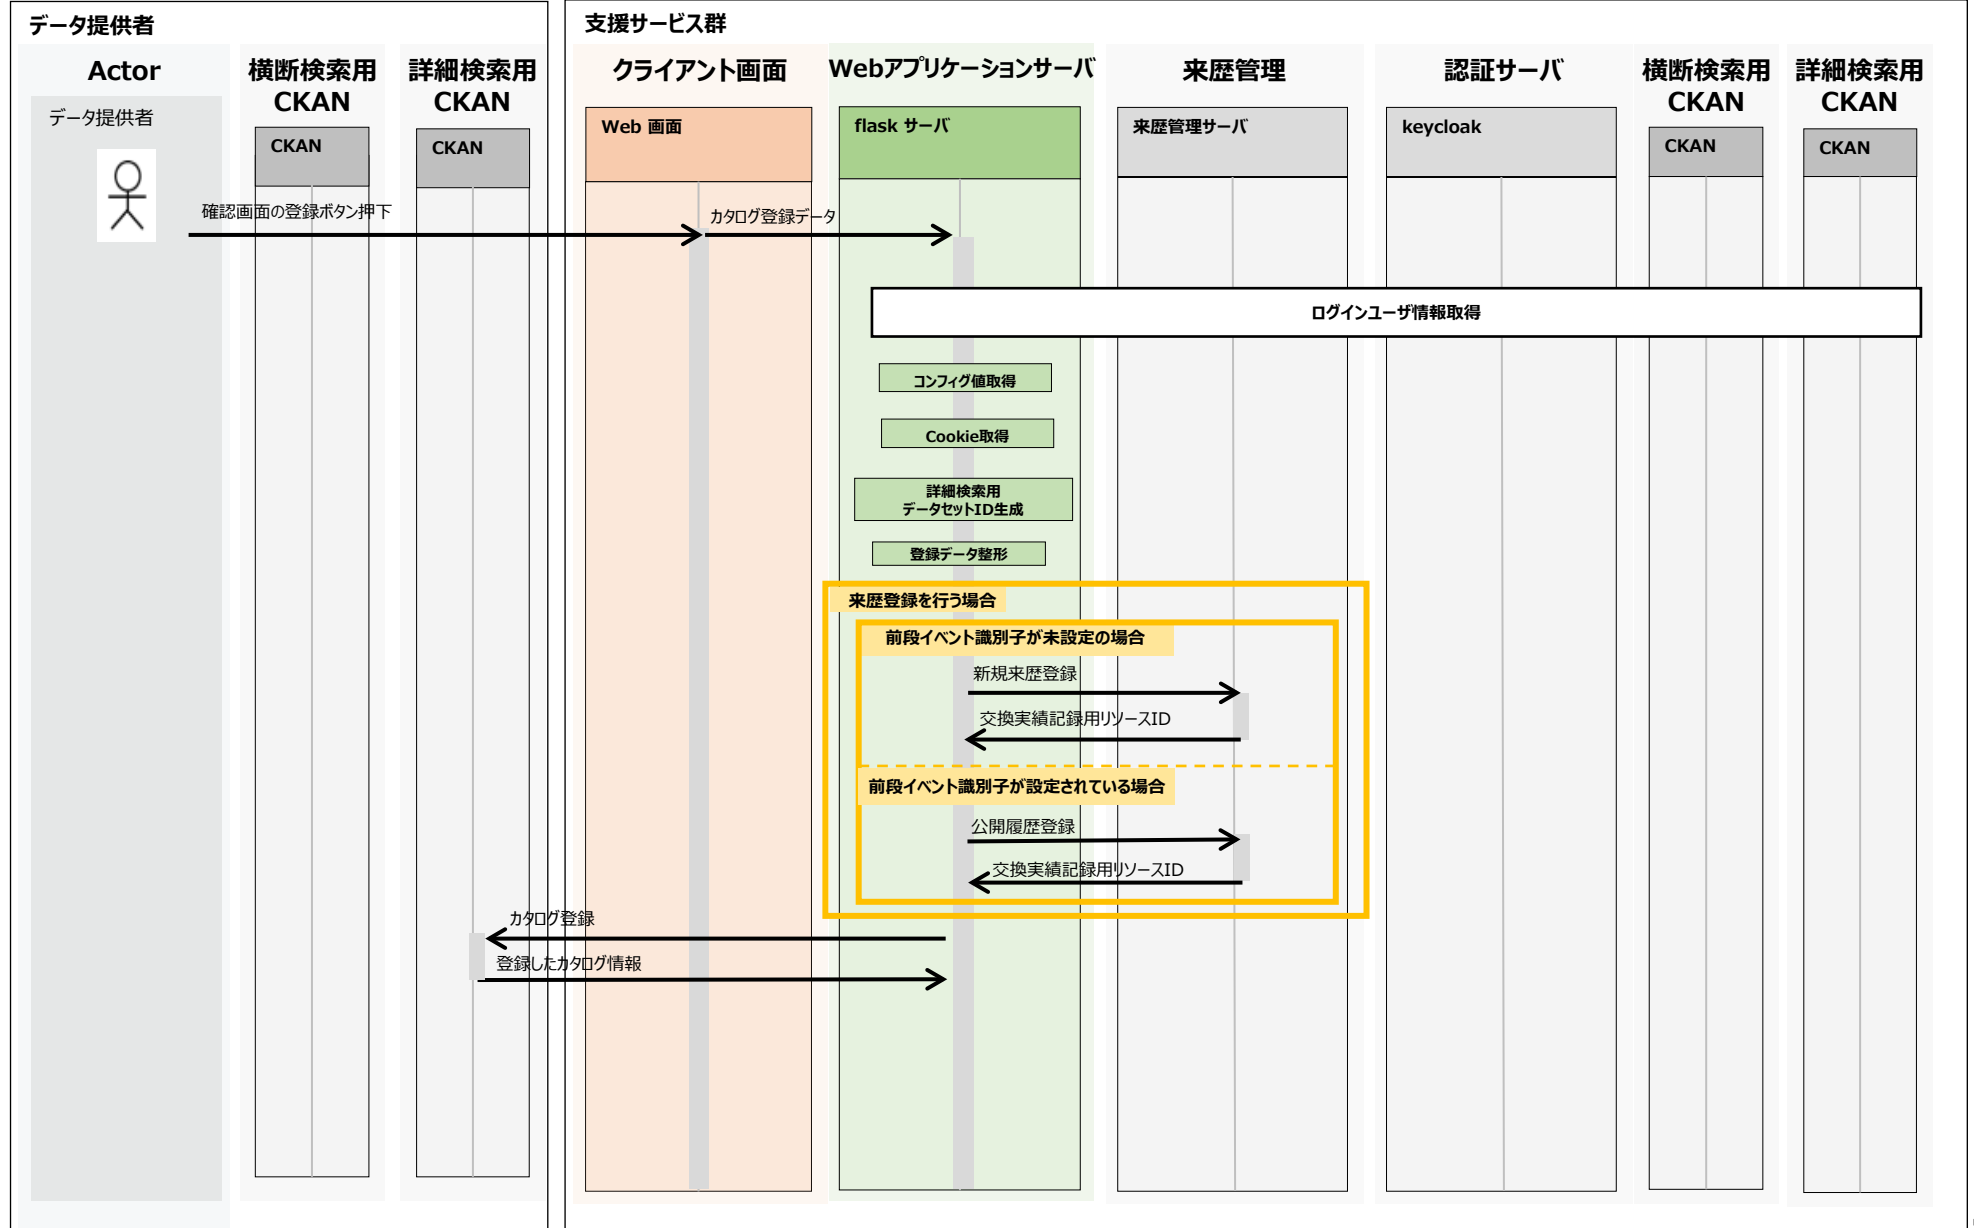 データ提供者
支援サービス群
Actor
横断検索用
CKAN
詳細検索用
CKAN
クライアント画面
Webアプリケーションサーバ
来歴管理
認証サーバ
横断検索用
CKAN
詳細検索用
CKAN
データ提供者
CKAN
CKAN
Web 画面
flask サーバ
来歴管理サーバ
keycloak
CKAN
CKAN
確認画面の登録ボタン押下
カタログ登録データ
ログインユーザ情報取得
コンフィグ値取得
Cookie取得
詳細検索用
データセットID生成
登録データ整形
来歴登録を行う場合
前段イベント識別子が未設定の場合
新規来歴登録
交換実績記録用リソースID
前段イベント識別子が設定されている場合
公開履歴登録
交換実績記録用リソースID
カタログ登録
登録したカタログ情報